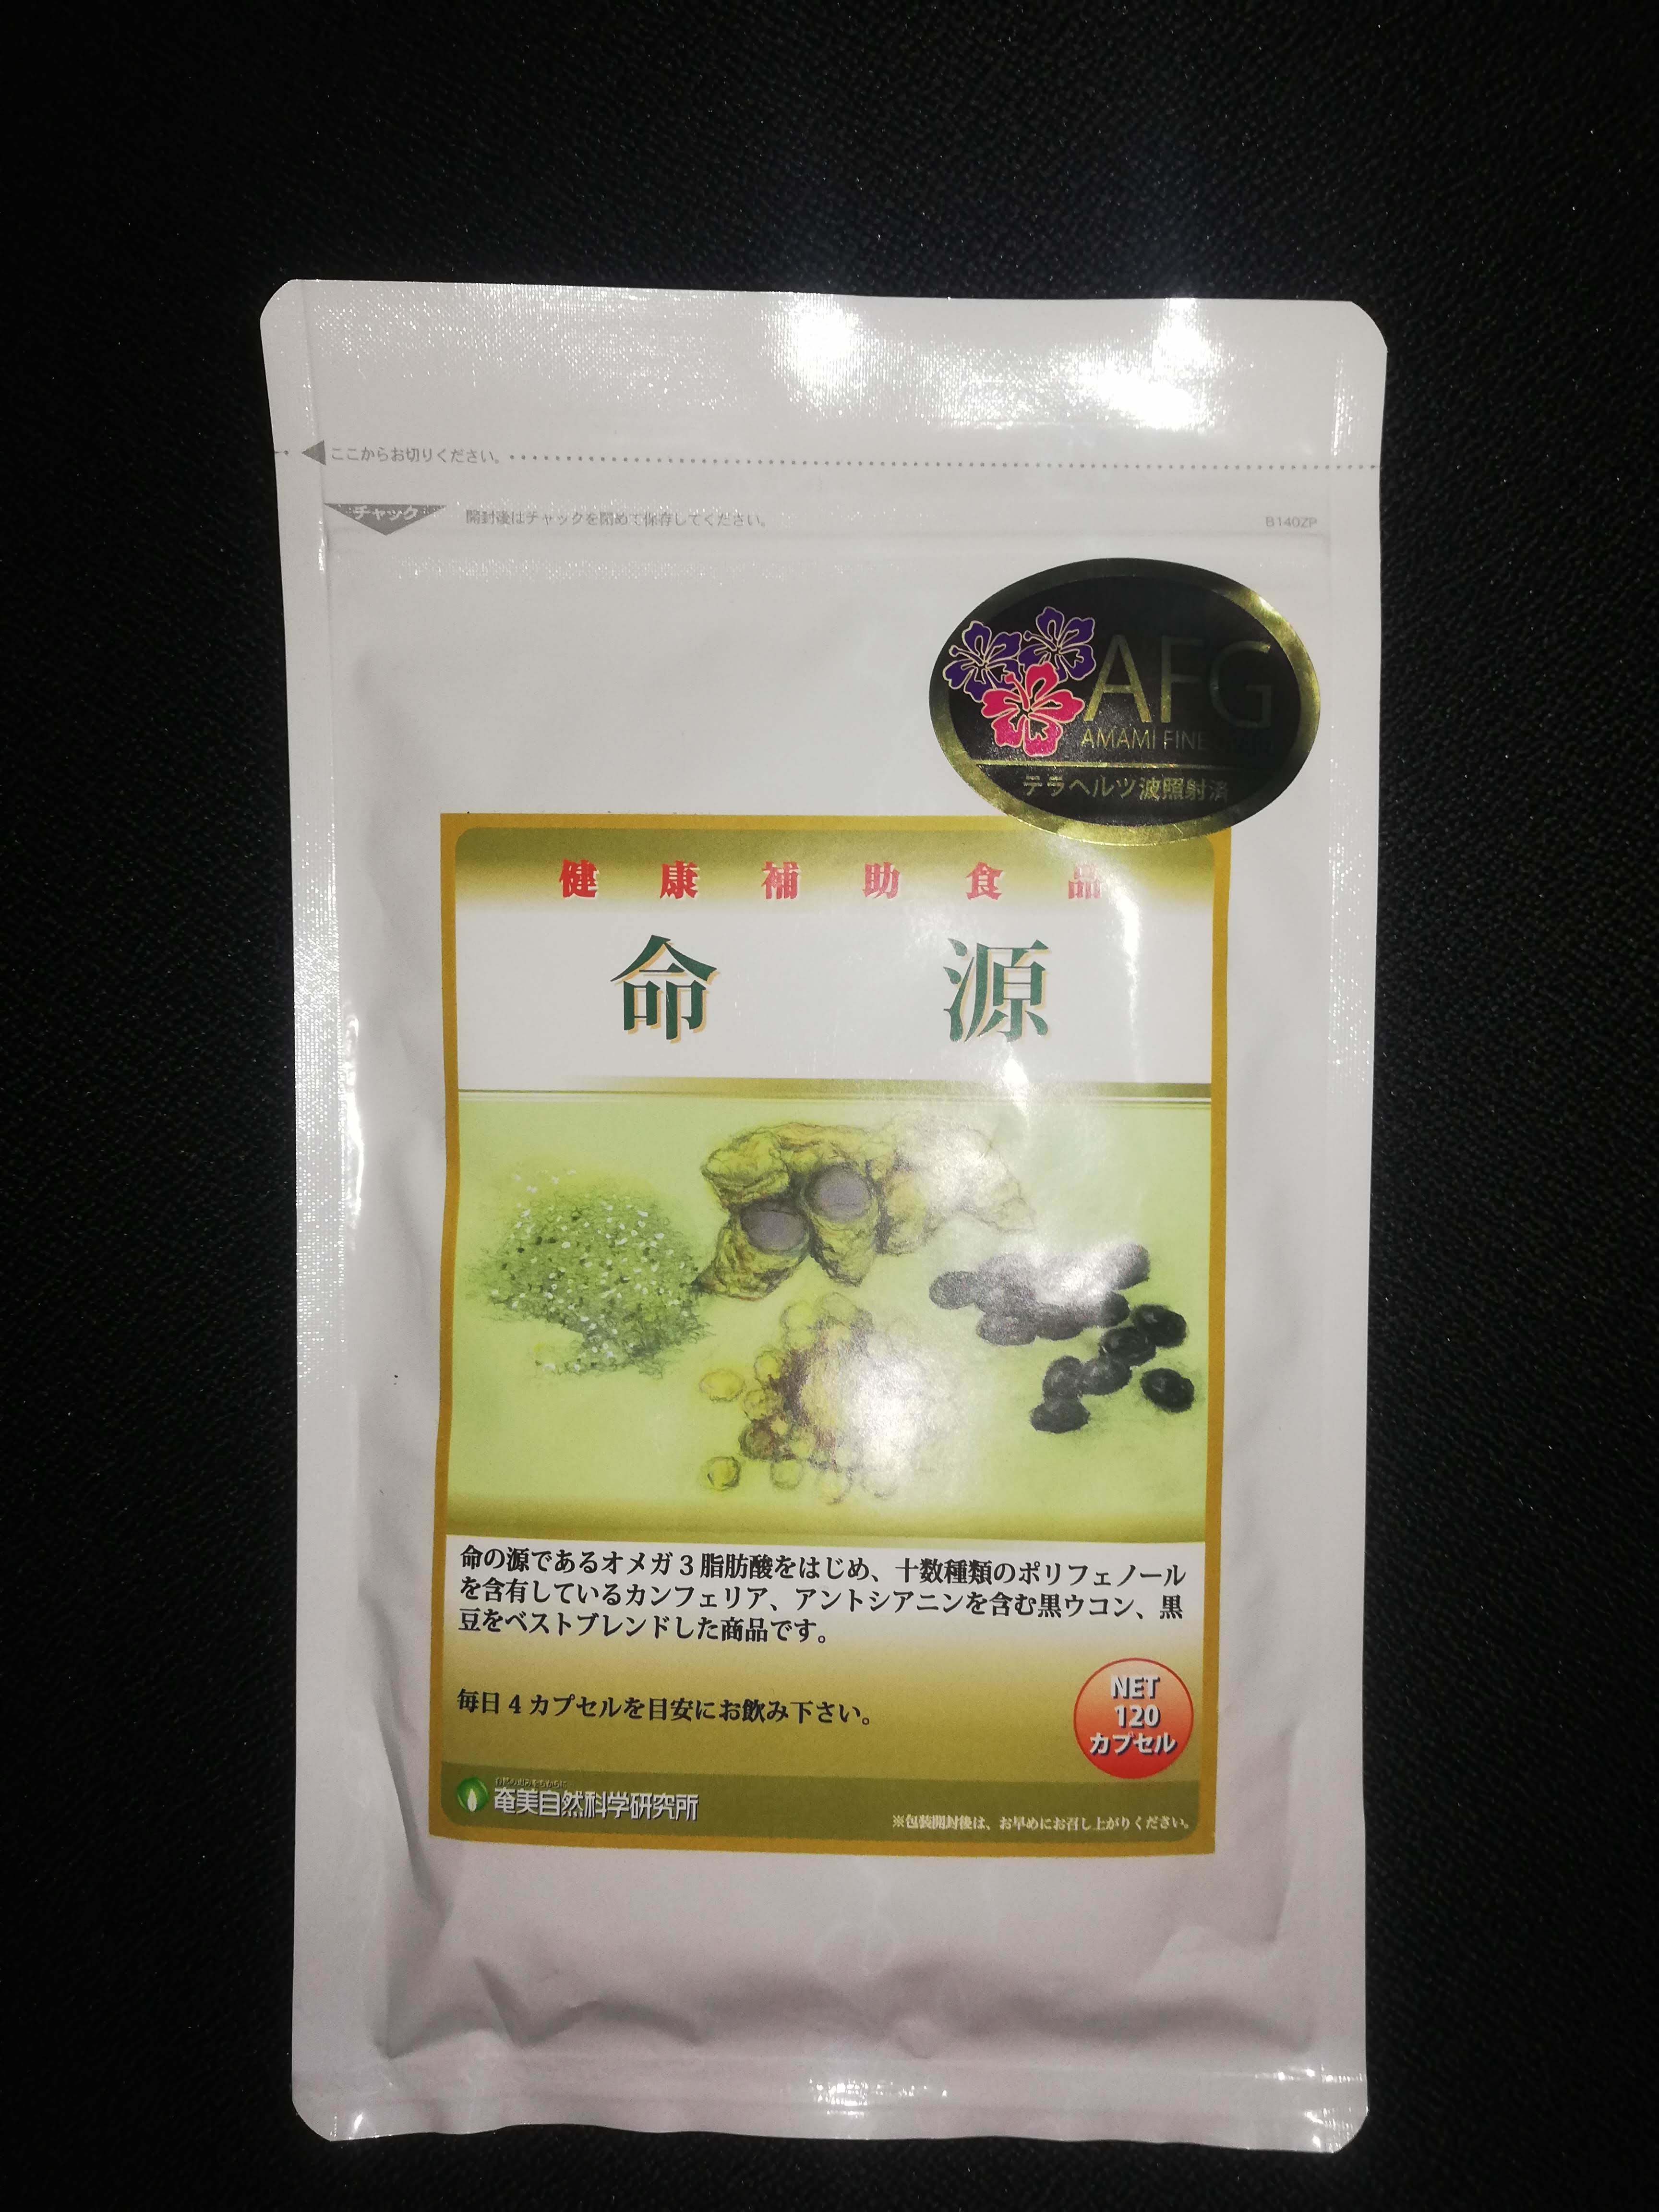 ここからお切りください。
チャック
開封後はチャックを閉めて保存してください。
B140ZP
AFG
AMAMI FINE
テラヘルツ波照射済
健康補助食品
命源
命の源であるオメガ3脂肪酸をはじめ、十数種類のポリフェノール
を含有しているカンフェリア、アントシアニンを含む黒ウコン、黒
豆をベストブレンドした商品です。
毎日4カプセルを目安にお飲み下さい。
NET
120
カプセル
奄美自然科学研究所
※包装開封後は、お早めにお召し上がりください。